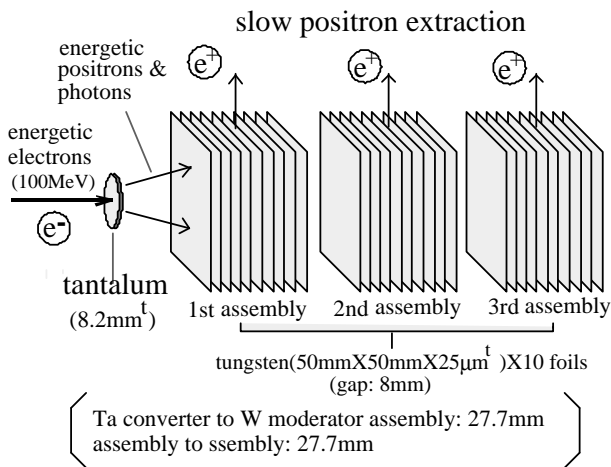 slow positron extraction
energetic
positrons &
photons
e+
e+
e+
energetic
electrons
(100MeV)
e-
tantalum
(8.2mmt)
1st assembly
2nd assembly
3rd assembly
tungsten(50mmX50mmX25μmt)X10 foils
(gap: 8mm)
Ta converter to W moderator assembly: 27.7mm
assembly to ssembly: 27.7mm